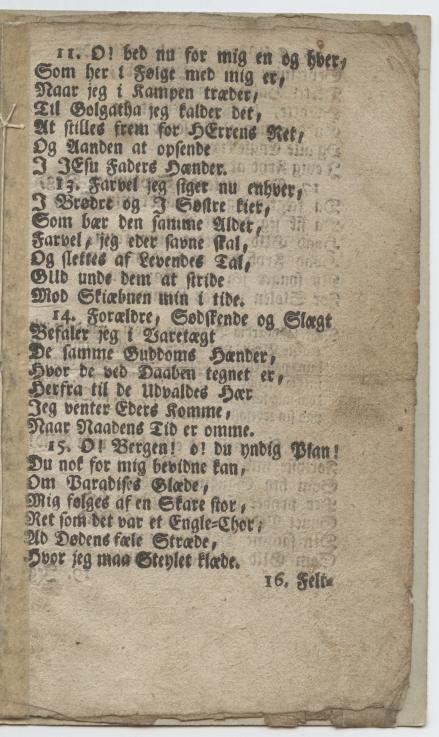 11. O! bed nu for mig en og hver,
Som her i Følge med mig er,
Naar jeg i Kampen træder,
Til Golgatha jeg kalder det,
At stilles frem for HErrens Ret,
Og Aanden at opsende
J JEsu Faders Hænder.
13. Farvel jeg siger nu enhver,
J Brødre og J Søstre kier,
Som bær den samme Alder,
Farvel, jeg eder savne skal,
Og slettes af Levendes Tal,
GUd unde dem at stride
Mod Skiæbnen min i tide.
14. Forældre, Sødskende og Slægt
Befaler jeg i Varetægt
De samme Guddoms Hænder,
Hvor de ved Daaben tegnet er,
Herfra til de Udvaldes Hær
Jeg venter Eders Komme,
Naar Naadens Tid er omme.
15. O! Bergen! o! du yndig Plan!
Du nok for mig bevidne kan,
Om Paradises Glæde,
Mig følges af en Skare stor,
Ret som det var et Engle-Chor,
Ad Dødens fæle Stræde,
Hvor jeg maa Steylet klæde.
16. Felt-